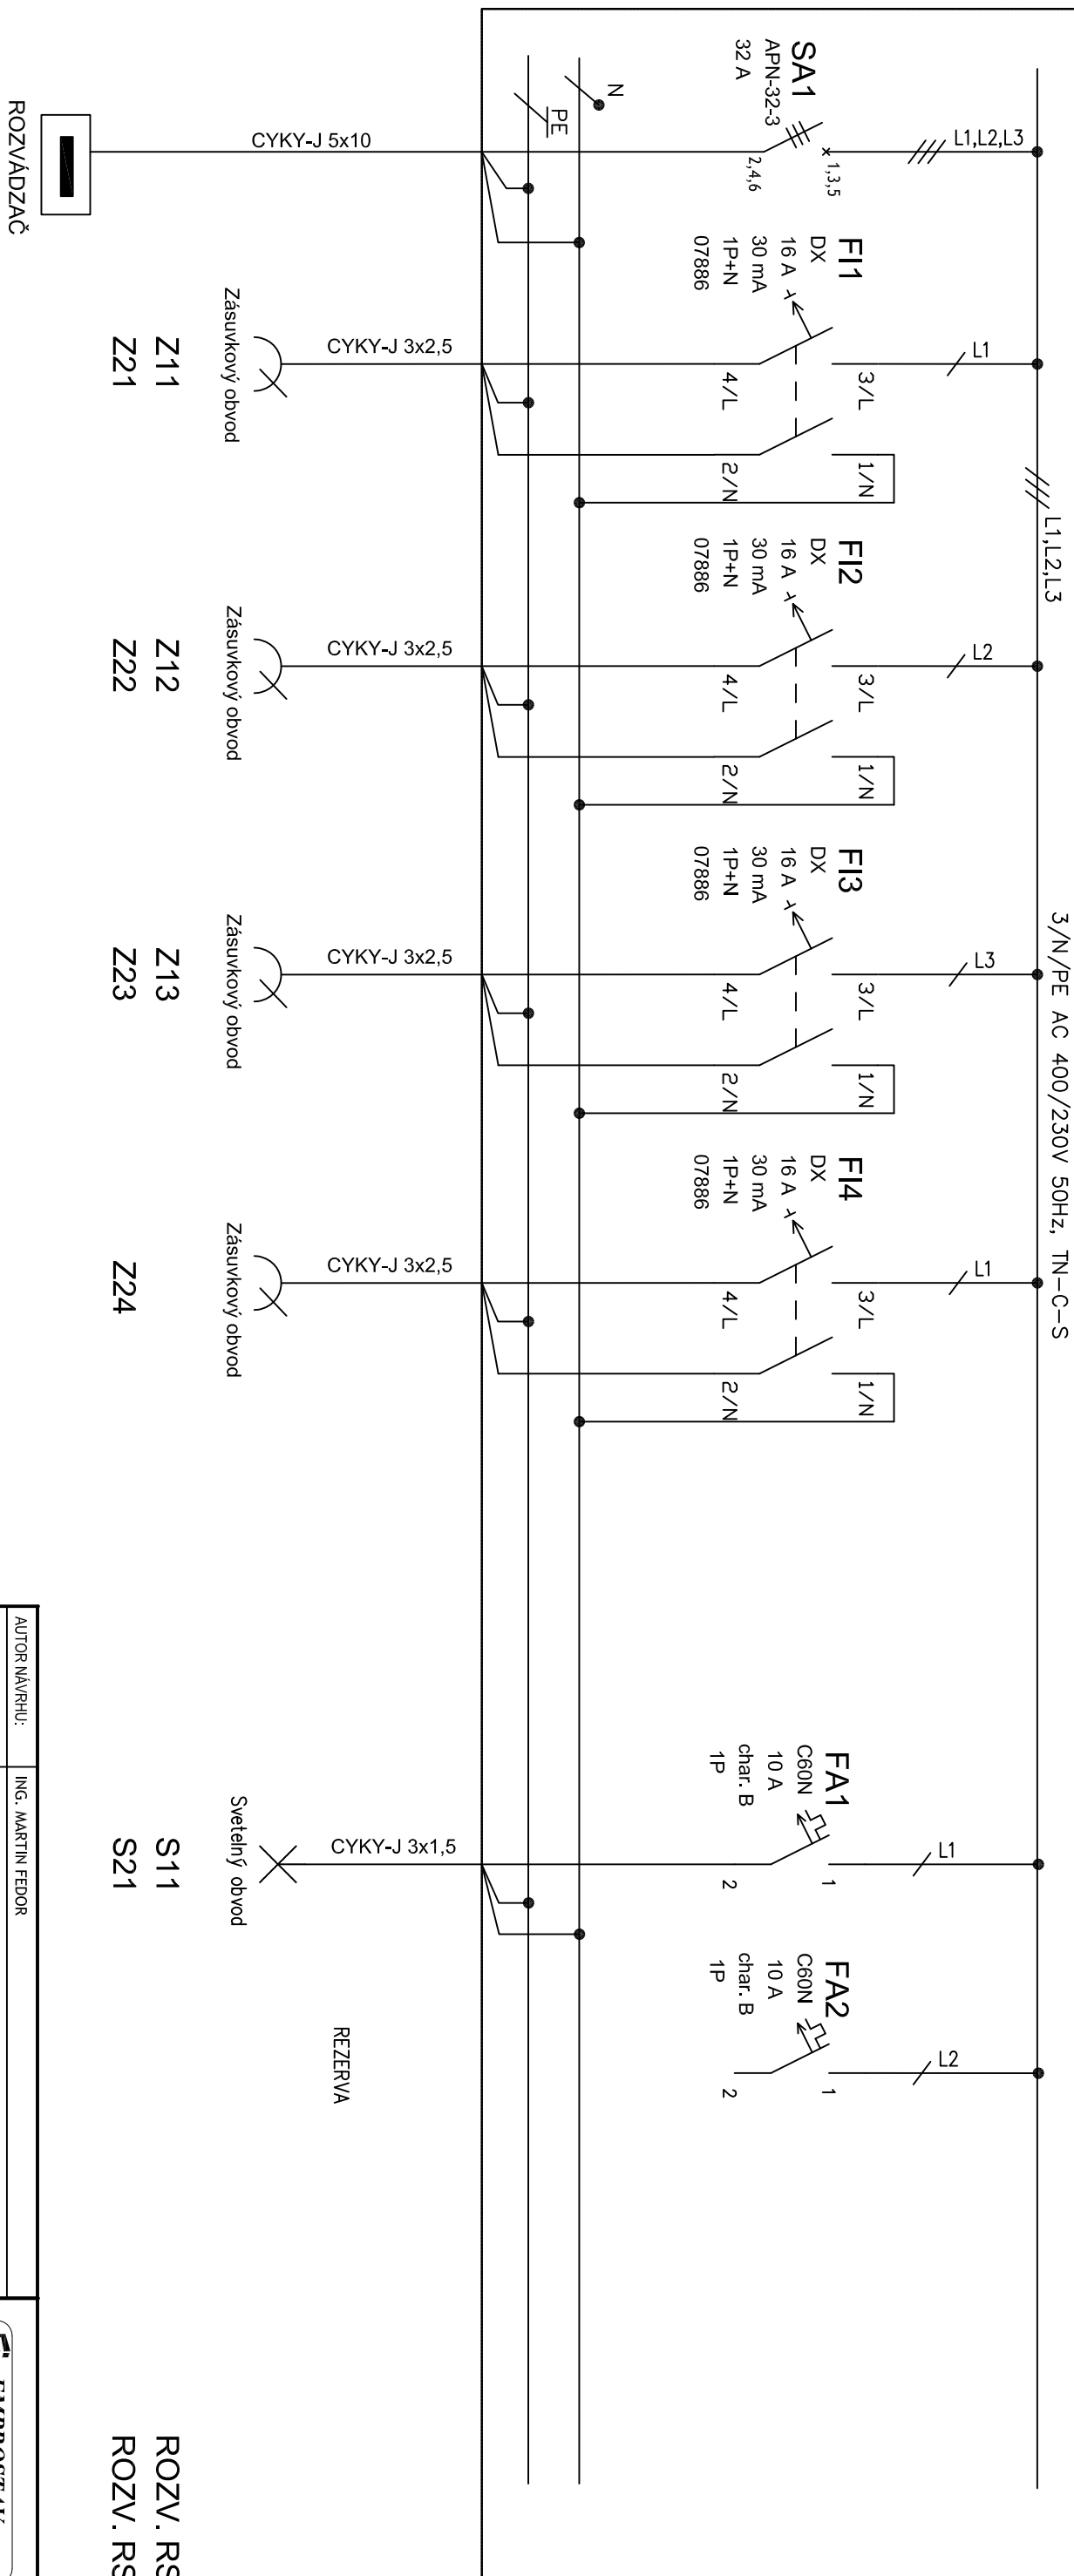 3/N/PE AC 400/230V 50Hz, TN-C-S
L1,L2,L3
L1,L2,L3
L1
L2
L3
L1
L1
L2
SA1
APN-32-3
32 A
1,3,5
2,4,6
FI1
DX
16 A
30 mA
1P+N
07886
3/L
4/L
1/N
2/N
FI2
DX
16 A
30 mA
1P+N
07886
3/L
4/L
1/N
2/N
FI3
DX
16 A
30 mA
1P+N
07886
3/L
4/L
1/N
2/N
FI4
DX
16 A
30 mA
1P+N
07886
3/L
4/L
1/N
2/N
FA1
C60N
10 A
char. B
1P
1
2
FA2
C60N
10 A
char. B
1P
1
2
N
PE
CYKY-J 5x10
CYKY-J 3x2,5
CYKY-J 3x2,5
CYKY-J 3x2,5
CYKY-J 3x2,5
CYKY-J 3x1,5
REZERVA
ROZVÁDZAČ
Zásuvkový obvod
Z11
Z21
Zásuvkový obvod
Z12
Z22
Zásuvkový obvod
Z13
Z23
Zásuvkový obvod
Z24
Svetelný obvod
S11
S21
ROZV. RS
ROZV. RS
AUTOR NÁVRHU:
ING. MARTIN FEDOR